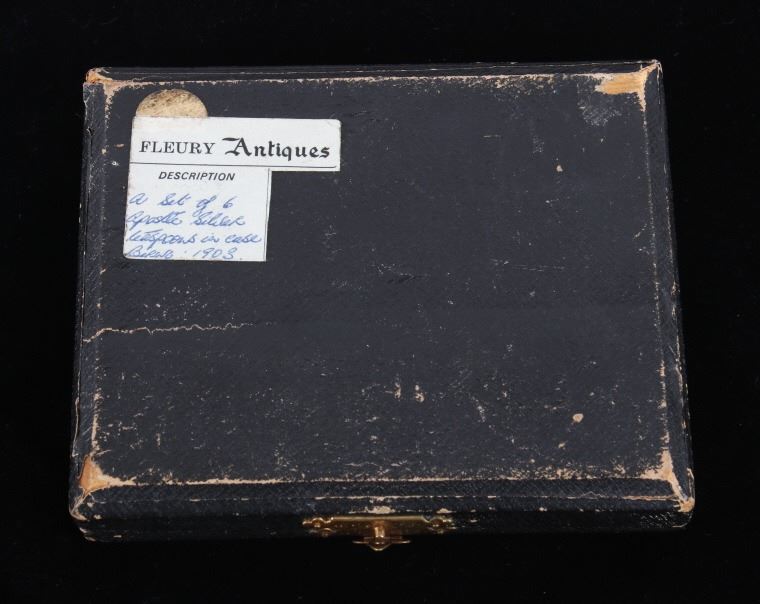 FLEURY Antiques
DESCRIPTION
A Set of 6
Apostle Silver
teaspoons in case
1903.